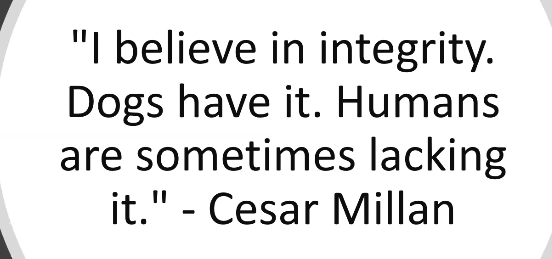 "I believe in integrity.
Dogs have it. Humans
are sometimes lacking
it." - Cesar Millan